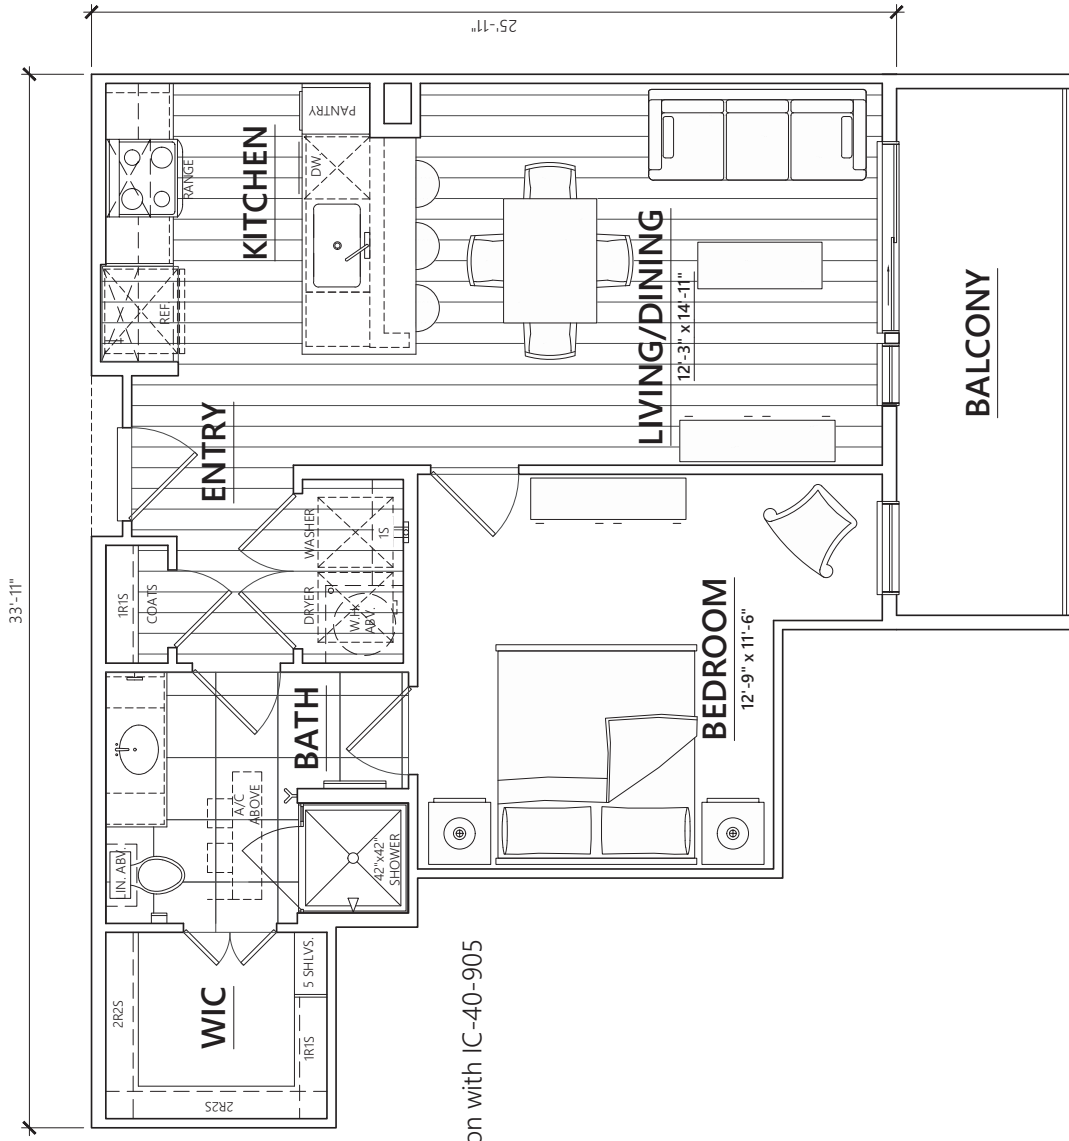 25'-11"
33'-11"
PANTRY
KITCHEN
RANGE
DW.
REF.
LIVING/DINING
12'-3" x 14'-11"
BALCONY
ENTRY
1R1S
COATS
WASHER
DRYER
1S
W.H.
ABV.
BEDROOM
12'-9" x 11'-6"
BATH
A/C
ABOVE
LIN. ABV.
42"x42"
SHOWER
WIC
2R2S
5 SHLVS.
1R1S
2R2S
on with IC-40-905